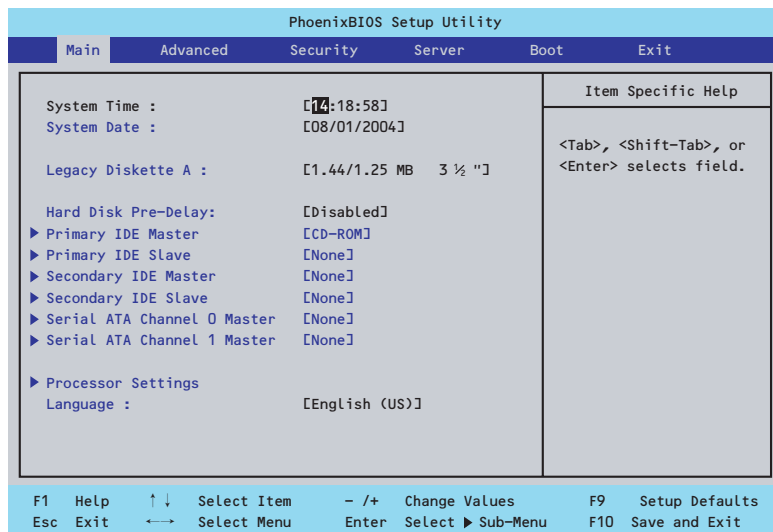 PhoenixBIOS Setup Utility
Main Advanced Security Server Boot Exit
System Time : [14:18:58]
System Date : [08/01/2004]
Legacy Diskette A : [1.44/1.25 MB 3 ½ "]
Hard Disk Pre-Delay: [Disabled]
▶ Primary IDE Master [CD-ROM]
▶ Primary IDE Slave [None]
▶ Secondary IDE Master [None]
▶ Secondary IDE Slave [None]
▶ Serial ATA Channel 0 Master [None]
▶ Serial ATA Channel 1 Master [None]
▶ Processor Settings
Language : [English (US)]
Item Specific Help
<Tab>, <Shift-Tab>, or
<Enter> selects field.
F1 Help ↑↓ Select Item - /+ Change Values F9 Setup Defaults
Esc Exit ←→ Select Menu Enter Select ▶ Sub-Menu F10 Save and Exit